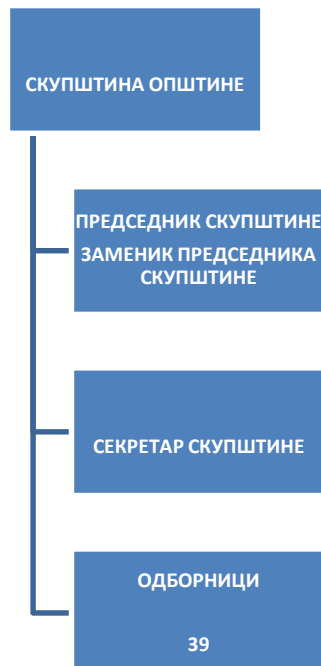 СКУПШТИНА ОПШТИНЕ
ПРЕДСЕДНИК СКУПШТИНЕ
ЗАМЕНИК ПРЕДСЕДНИКА
СКУПШТИНЕ
СЕКРЕТАР СКУПШТИНЕ
ОДБОРНИЦИ
39